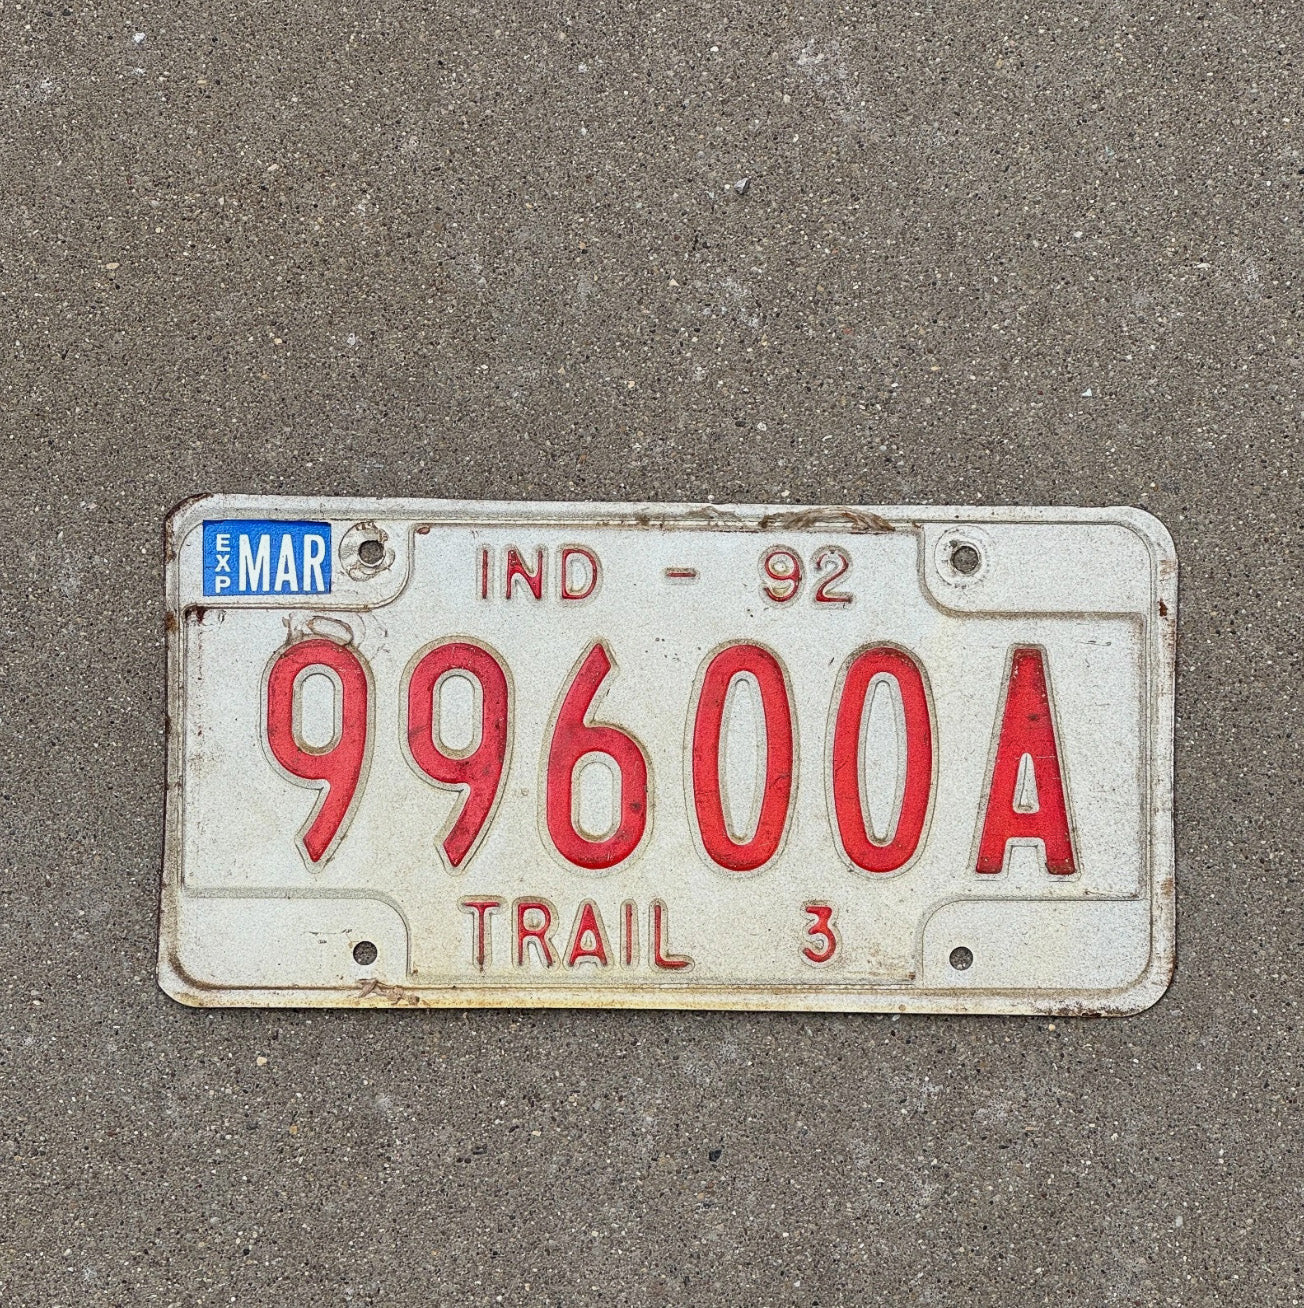 EXP MAR
IND - 92
99600A
TRAIL 3